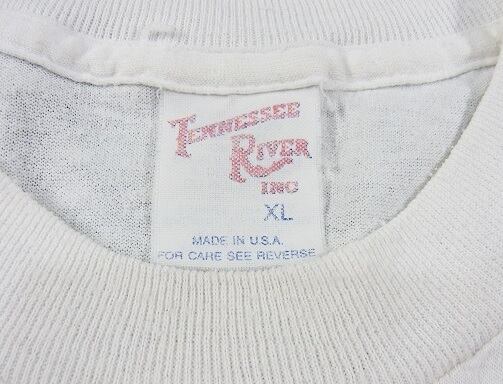 TENNESSEE
RIVER
INC
XL
MADE IN U.S.A.
FOR CARE SEE REVERSE